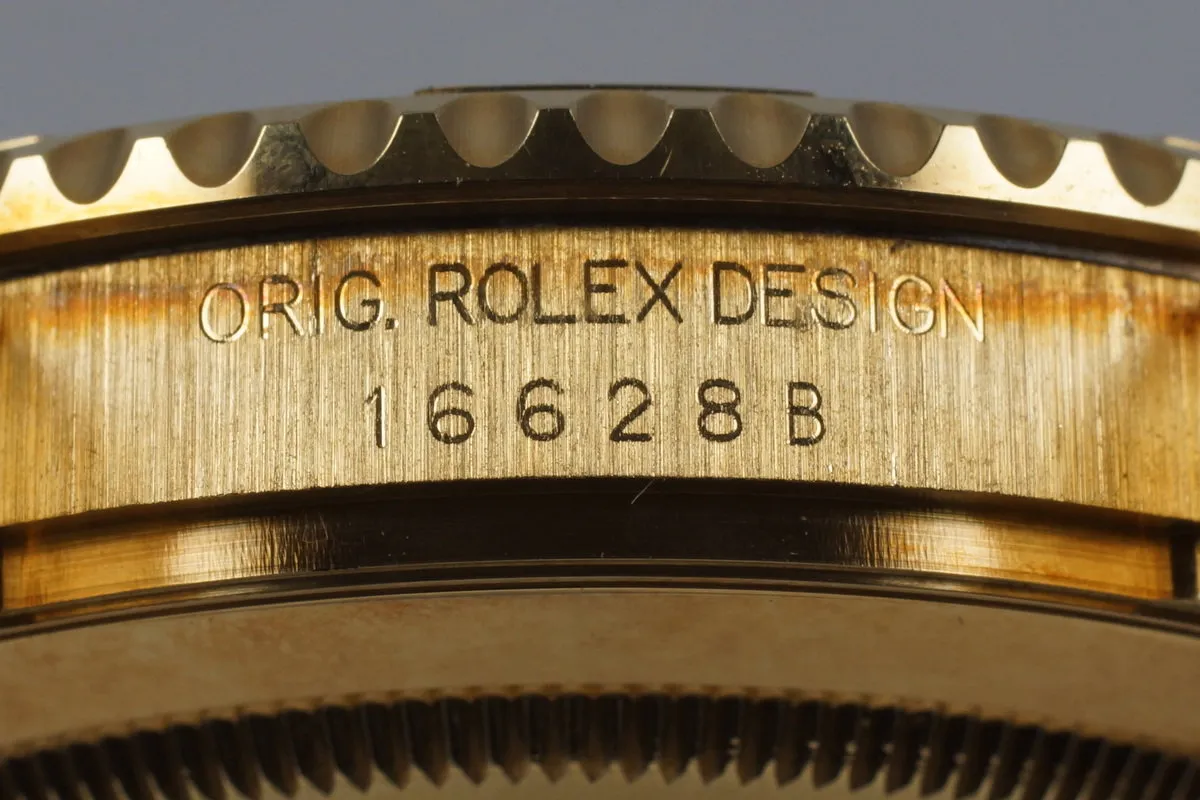 ORIG. ROLEX DESIGN
16628B